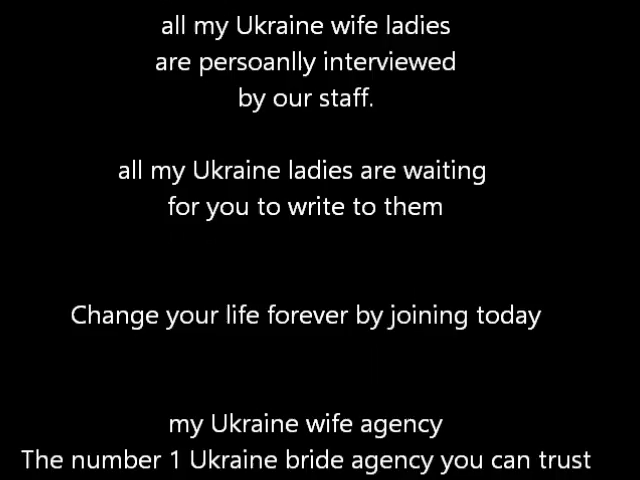 all my Ukraine wife ladies
are persoanlly interviewed
by our staff.
all my Ukraine ladies are waiting
for you to write to them
Change your life forever by joining today
my Ukraine wife agency
The number 1 Ukraine bride agency you can trust